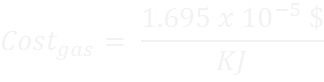 Cost_gas = 1.695 x 10^-5 $ / KJ